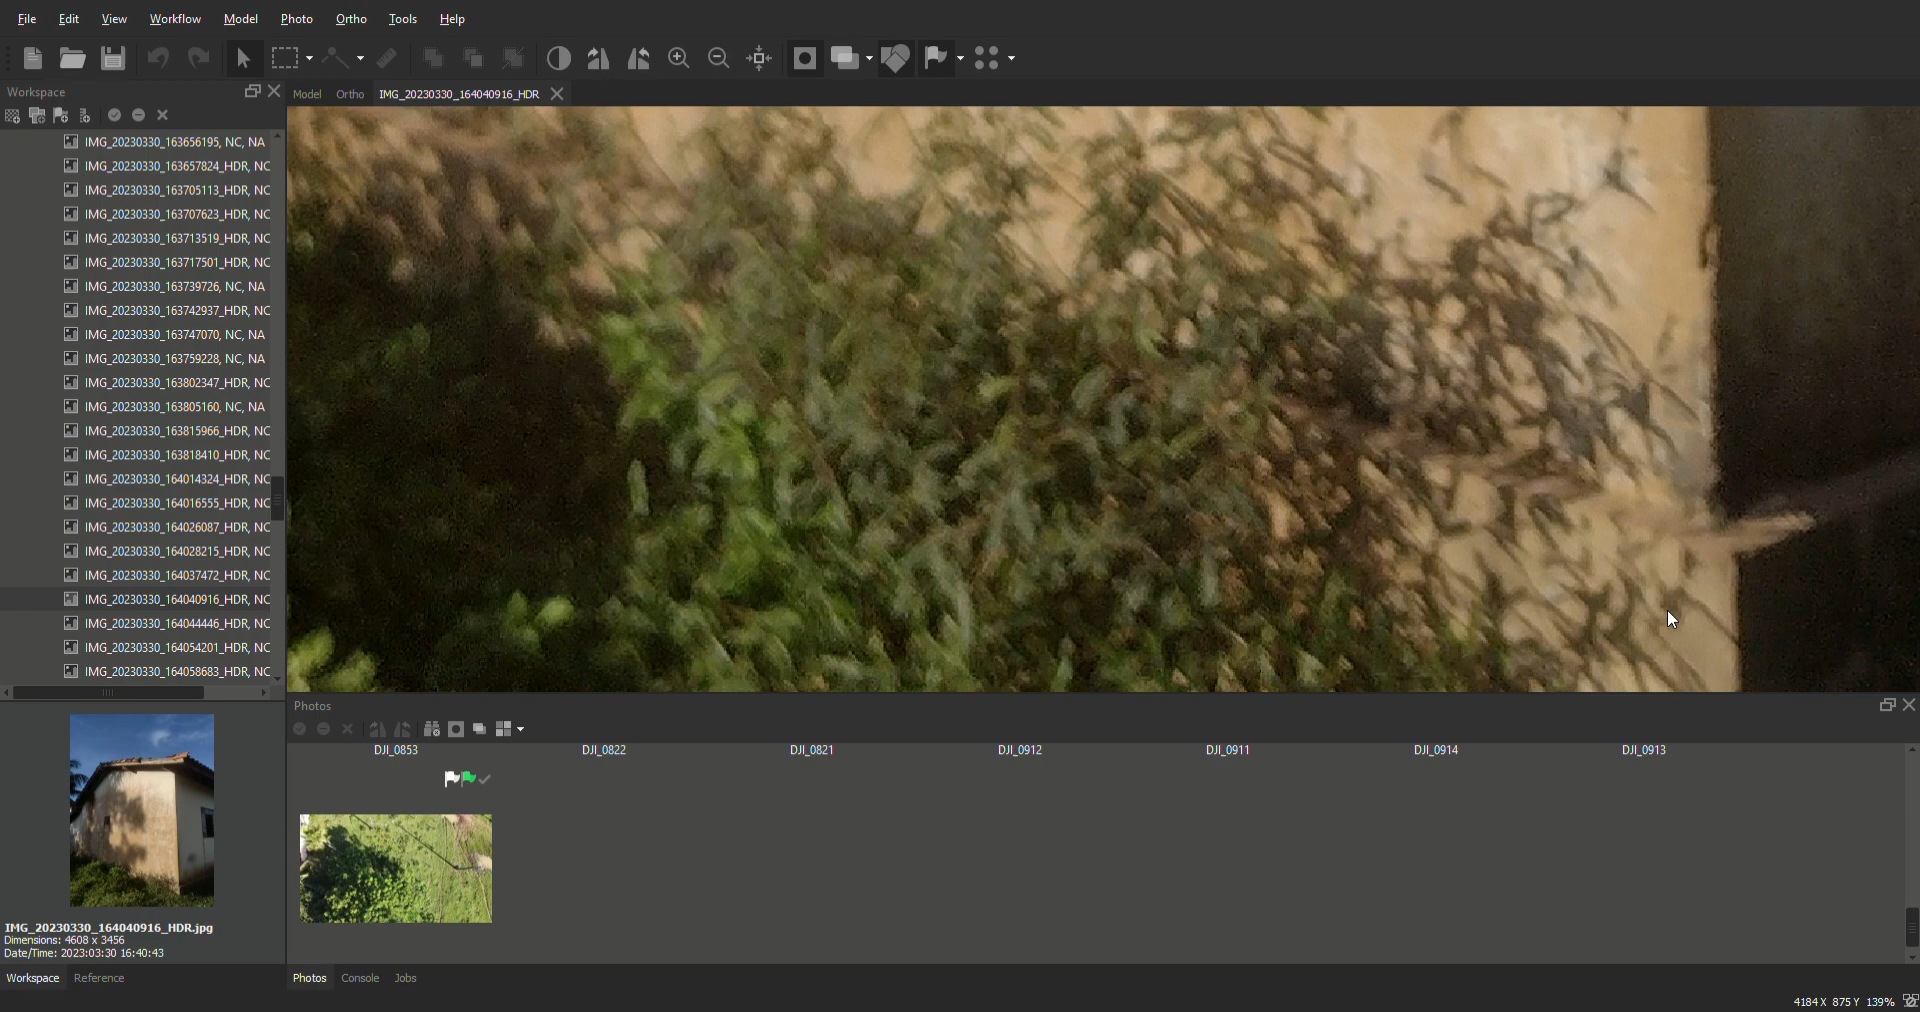 File Edit View Workflow Model Photo Ortho Tools Help
Workspace
Model Ortho IMG_20230330_164040916_HDR
IMG_20230330_163656195, NC, NA
IMG_20230330_163657824_HDR, NC
IMG_20230330_163705113_HDR, NC
IMG_20230330_163707623_HDR, NC
IMG_20230330_163713519_HDR, NC
IMG_20230330_163717501_HDR, NC
IMG_20230330_163739726, NC, NA
IMG_20230330_163742937_HDR, NC
IMG_20230330_163747070, NC, NA
IMG_20230330_163759228, NC, NA
IMG_20230330_163802347_HDR, NC
IMG_20230330_163805160, NC, NA
IMG_20230330_163815966_HDR, NC
IMG_20230330_163818410_HDR, NC
IMG_20230330_164014324_HDR, NC
IMG_20230330_164016555_HDR, NC
IMG_20230330_164026087_HDR, NC
IMG_20230330_164028215_HDR, NC
IMG_20230330_164037472_HDR, NC
IMG_20230330_164040916_HDR, NC
IMG_20230330_164044446_HDR, NC
IMG_20230330_164054201_HDR, NC
IMG_20230330_164058683_HDR, NC
Photos
DJI_0853 DJI_0822 DJI_0821 DJI_0912 DJI_0911 DJI_0914 DJI_0913
IMG_20230330_164040916_HDR.jpg
Dimensions: 4608 x 3456
Date/Time: 2023:03:30 16:40:43
Workspace Reference
Photos Console Jobs
4184 X 875 Y 139%